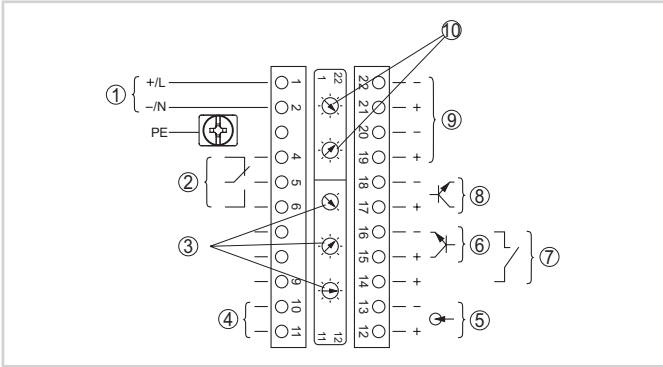 ⑩
① +/L 1
−/N 2
PE
② 4
5
6
③
9
④ 10
11
1 22
11 12
22 − ⑨
21 +
20 −
19 +
18 − ⑧
17 +
16 − ⑥ ⑦
15 +
14 +
13 − ⑤
12 +